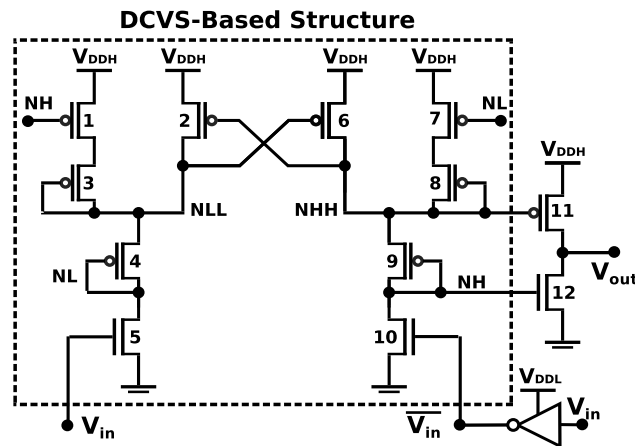 DCVS-Based Structure
VDDH VDDH VDDH VDDH
NH 1 2 6 7 NL
VDDH
3 8 11
NLL NHH
Vout
4 9
NL NH 12
5 10
VDDL
Vin Vin Vin